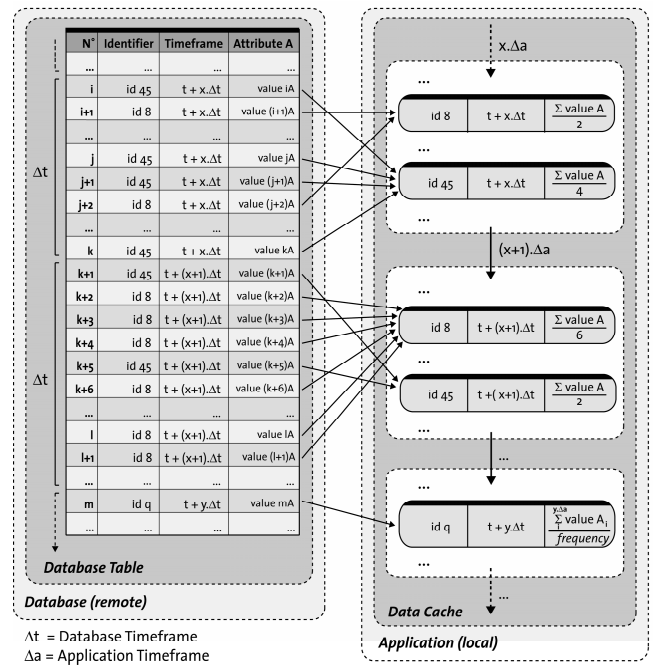 N° Identifier Timeframe Attribute A
... ... ... ...
i id 45 t + x.Δt value iA
i+1 id 8 t + x.Δt value (i+1)A
... ... ... ...
j id 45 t + x.Δt value jA
j+1 id 45 t + x.Δt value (j+1)A
j+2 id 8 t + x.Δt value (j+2)A
... ... ... ...
k id 45 t + x.Δt value kA
k+1 id 45 t + (x+1).Δt value (k+1)A
k+2 id 8 t + (x+1).Δt value (k+2)A
k+3 id 8 t + (x+1).Δt value (k+3)A
k+4 id 8 t + (x+1).Δt value (k+4)A
k+5 id 45 t + (x+1).Δt value (k+5)A
k+6 id 8 t + (x+1).Δt value (k+6)A
... ... ... ...
l id 8 t + (x+1).Δt value lA
l+1 id 8 t + (x+1).Δt value (l+1)A
... ... ... ...
m id q t + y.Δt value mA
... ... ... ...
Δt
Δt
Database Table
Database (remote)
x.Δa
...
id 8 t + x.Δt Σ value A
2
...
id 45 t + x.Δt Σ value A
4
...
(x+1).Δa
...
id 8 t + (x+1).Δt Σ value A
6
...
id 45 t +( x+1).Δt Σ value A
2
...
...
...
id q t + y.Δt y.Δa Σ i value Ai
frequency
...
...
Data Cache
Application (local)
Δt = Database Timeframe
Δa = Application Timeframe